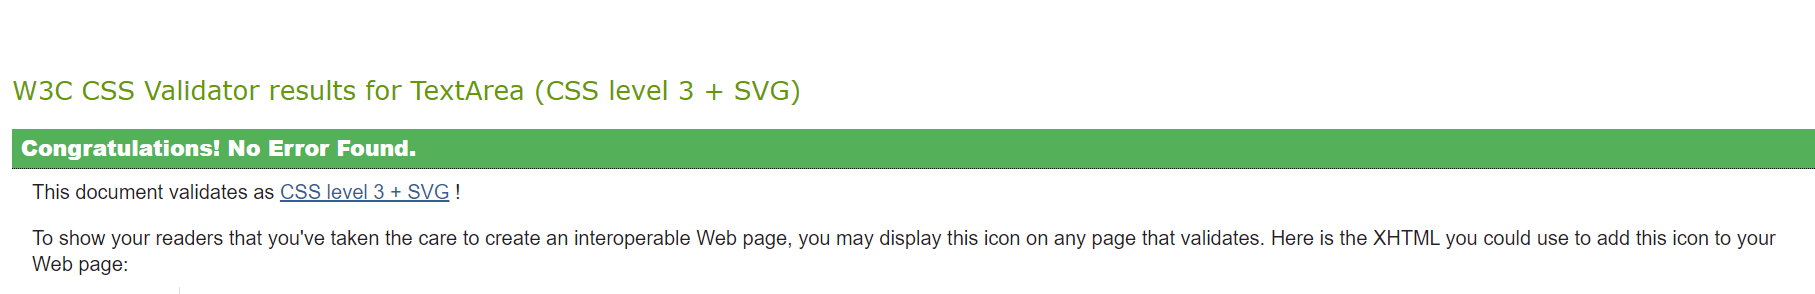 W3C CSS Validator results for TextArea (CSS level 3 + SVG)
Congratulations! No Error Found.
This document validates as CSS level 3 + SVG !
To show your readers that you've taken the care to create an interoperable Web page, you may display this icon on any page that validates. Here is the XHTML you could use to add this icon to your
Web page: